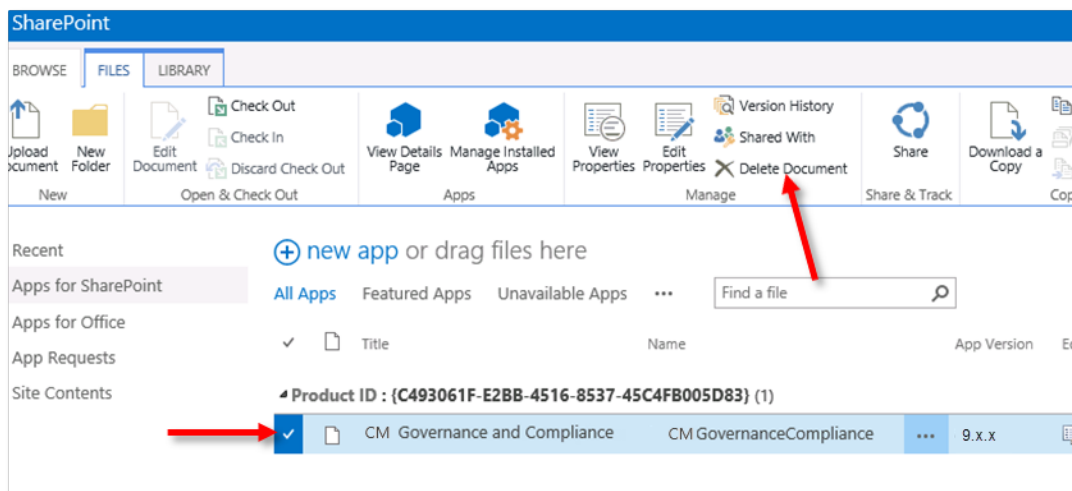 SharePoint
BROWSE FILES LIBRARY
Upload Document
New Folder
Edit Document
Check Out
Check In
Discard Check Out
View Details Page
Manage Installed Apps
View Properties
Edit Properties
Version History
Shared With
Delete Document
Share
Download a Copy
New
Open & Check Out
Apps
Manage
Share & Track
Recent
Apps for SharePoint
Apps for Office
App Requests
Site Contents
new app or drag files here
All Apps Featured Apps Unavailable Apps ···
Find a file
Title Name App Version
Product ID : {C493061F-E2BB-4516-8537-45C4FB005D83} (1)
CM Governance and Compliance CM GovernanceCompliance ··· 9.x.x